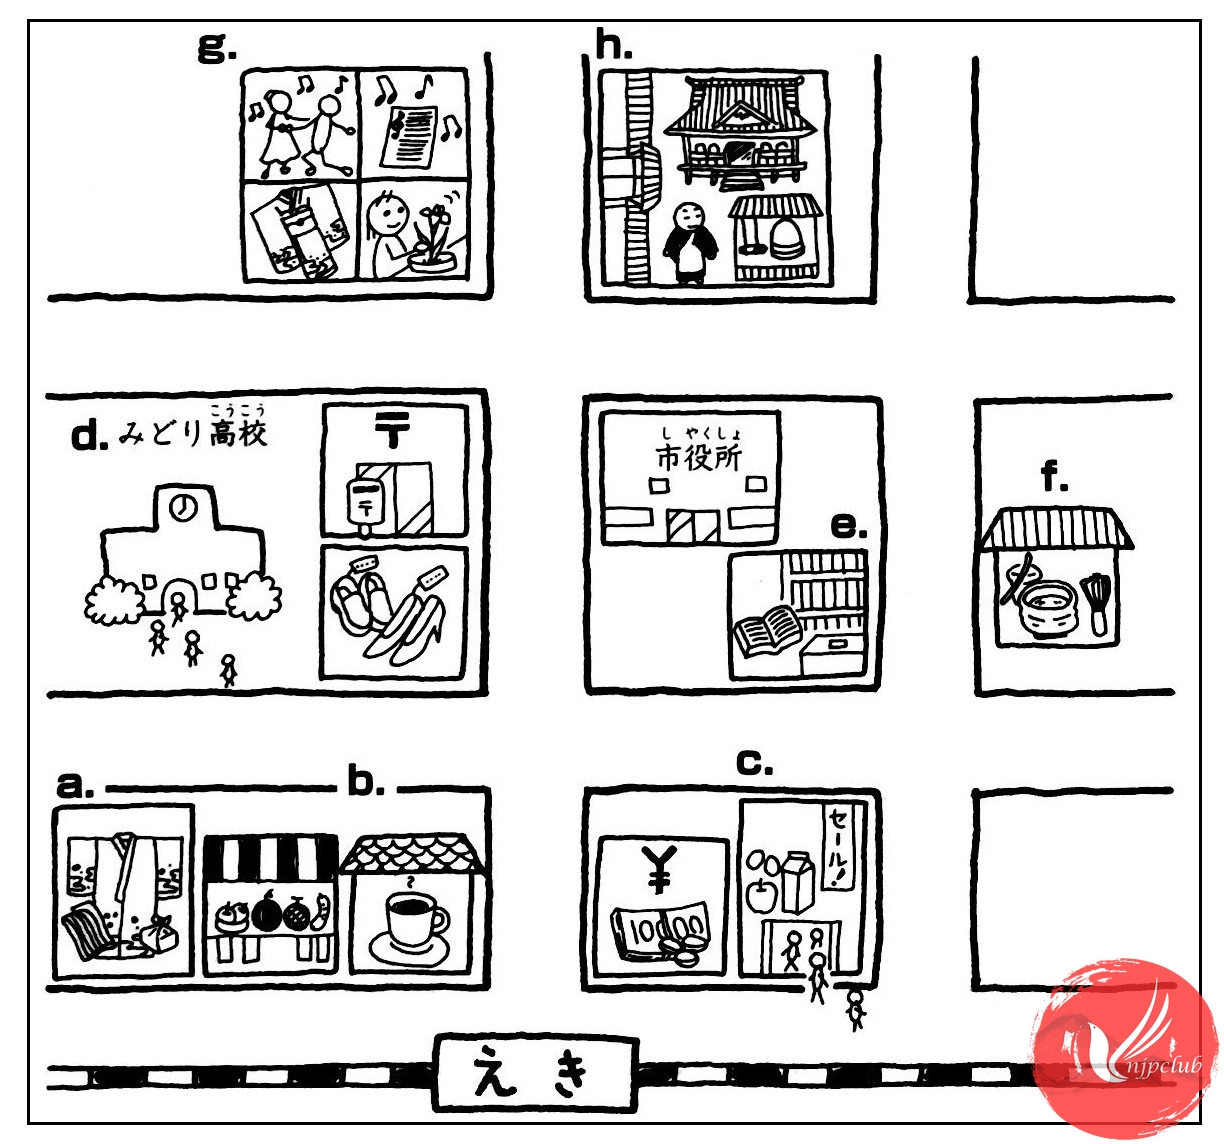 g.
h.
d. みどり高校
こうこう
〒
〒
しやくしょ
市役所
e.
f.
a.
b.
c.
セール!
¥
1000
えき
njpclub